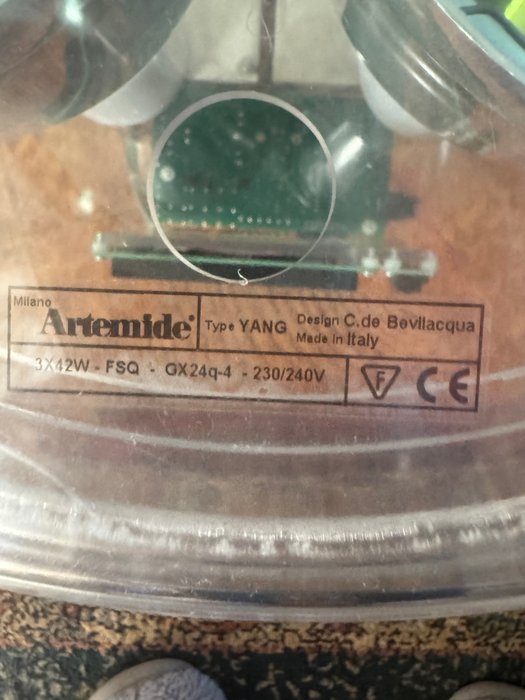 Milano
Artemide®
Type YANG
Design C.de Bevilacqua
Made in Italy
3X42W - FSQ - GX24q-4 - 230/240V
F CE